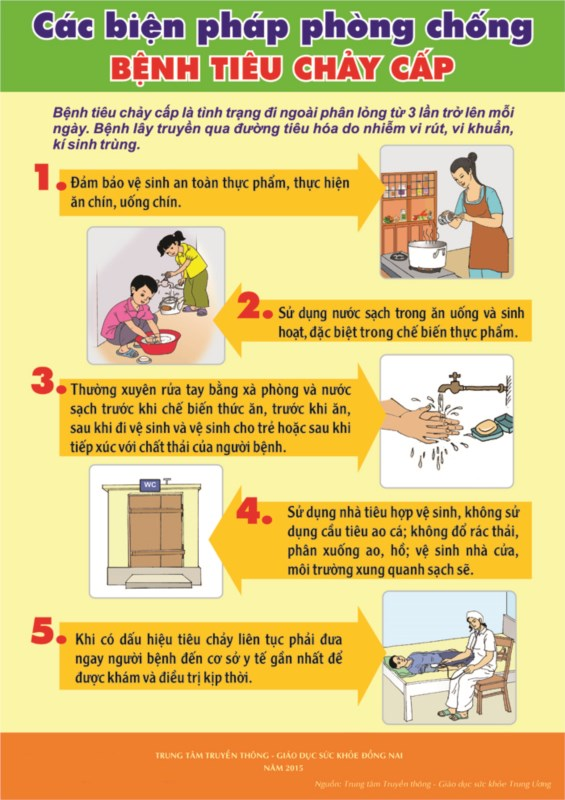 Các biện pháp phòng chống
BỆNH TIÊU CHẢY CẤP
Bệnh tiêu chảy cấp là tình trạng đi ngoài phân lỏng từ 3 lần trở lên mỗi
ngày. Bệnh lây truyền qua đường tiêu hóa do nhiễm vi rút, vi khuẩn,
kí sinh trùng.
1. Đảm bảo vệ sinh an toàn thực phẩm, thực hiện
ăn chín, uống chín.
2. Sử dụng nước sạch trong ăn uống và sinh
hoạt, đặc biệt trong chế biến thực phẩm.
3. Thường xuyên rửa tay bằng xà phòng và nước
sạch trước khi chế biến thức ăn, trước khi ăn,
sau khi đi vệ sinh và vệ sinh cho trẻ hoặc sau khi
tiếp xúc với chất thải của người bệnh.
WC
4. Sử dụng nhà tiêu hợp vệ sinh, không sử
dụng cầu tiêu ao cá; không đổ rác thải,
phân xuống ao, hồ; vệ sinh nhà cửa,
môi trường xung quanh sạch sẽ.
5. Khi có dấu hiệu tiêu chảy liên tục phải đưa
ngay người bệnh đến cơ sở y tế gần nhất để
được khám và điều trị kịp thời.
TRUNG TÂM TRUYỀN THÔNG - GIÁO DỤC SỨC KHỎE ĐỒNG NAI
NĂM 2015
Nguồn: Trung tâm Truyền thông - Giáo dục sức khỏe Trung Ương